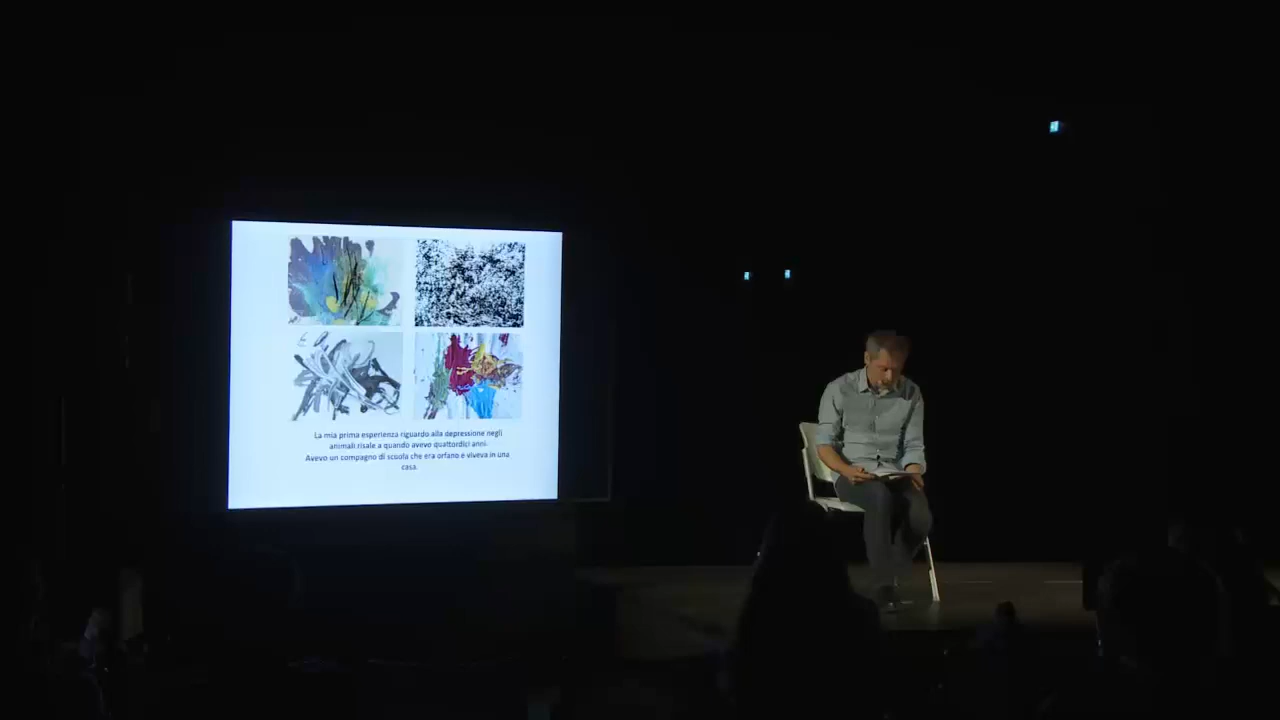 La mia prima esperienza riguardo alla depressione negli
animali risale a quando avevo quattordici anni.
Avevo un compagno di scuola che era orfano e viveva in una
casa.